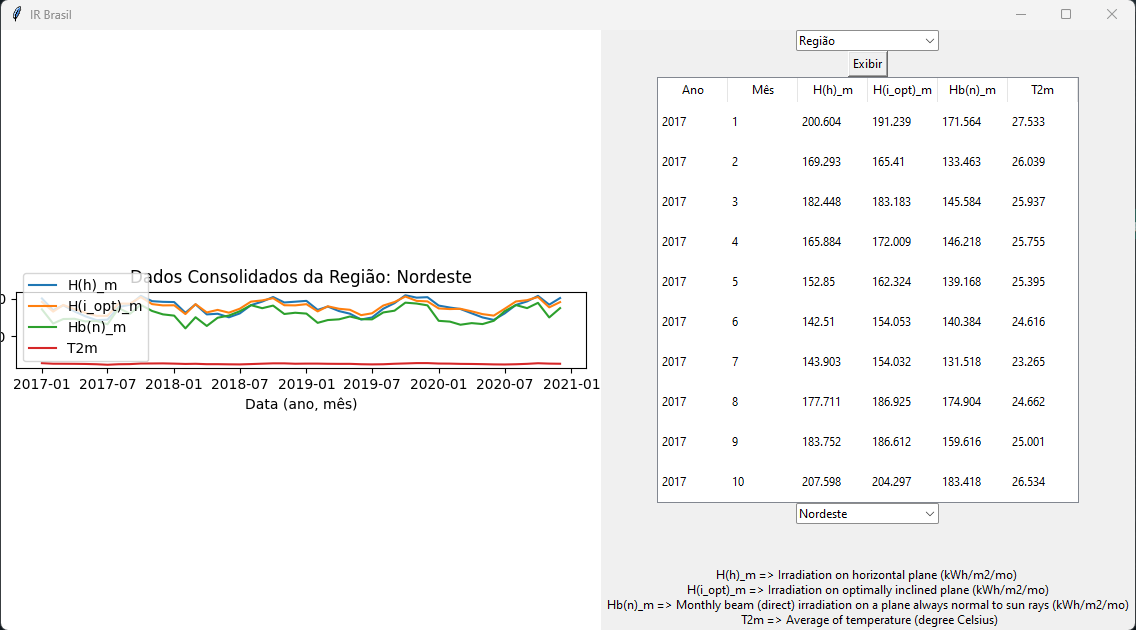 IR Brasil
Dados Consolidados da Região: Nordeste
H(h)_m
H(i_opt)_m
Hb(n)_m
T2m
0
0
2017-01 2017-07 2018-01 2018-07 2019-01 2019-07 2020-01 2020-07 2021-01
Data (ano, mês)
Região
Exibir
Ano Mês H(h)_m H(i_opt)_m Hb(n)_m T2m
2017 1 200.604 191.239 171.564 27.533
2017 2 169.293 165.41 133.463 26.039
2017 3 182.448 183.183 145.584 25.937
2017 4 165.884 172.009 146.218 25.755
2017 5 152.85 162.324 139.168 25.395
2017 6 142.51 154.053 140.384 24.616
2017 7 143.903 154.032 131.518 23.265
2017 8 177.711 186.925 174.904 24.662
2017 9 183.752 186.612 159.616 25.001
2017 10 207.598 204.297 183.418 26.534
Nordeste
H(h)_m => Irradiation on horizontal plane (kWh/m2/mo)
H(i_opt)_m => Irradiation on optimally inclined plane (kWh/m2/mo)
Hb(n)_m => Monthly beam (direct) irradiation on a plane always normal to sun rays (kWh/m2/mo)
T2m => Average of temperature (degree Celsius)